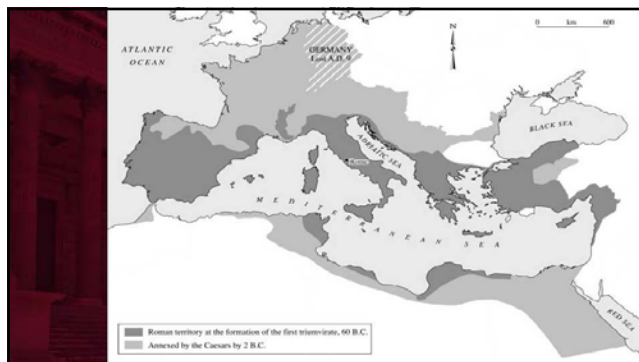 ATLANTIC
OCEAN
GERMANY
Lost A.D. 9
N
S
0 km 600
BLACK SEA
ADRIATIC SEA
Rome
MEDITERRANEAN SEA
RED SEA
Roman territory at the formation of the first triumvirate, 60 B.C.
Annexed by the Caesars by 2 B.C.